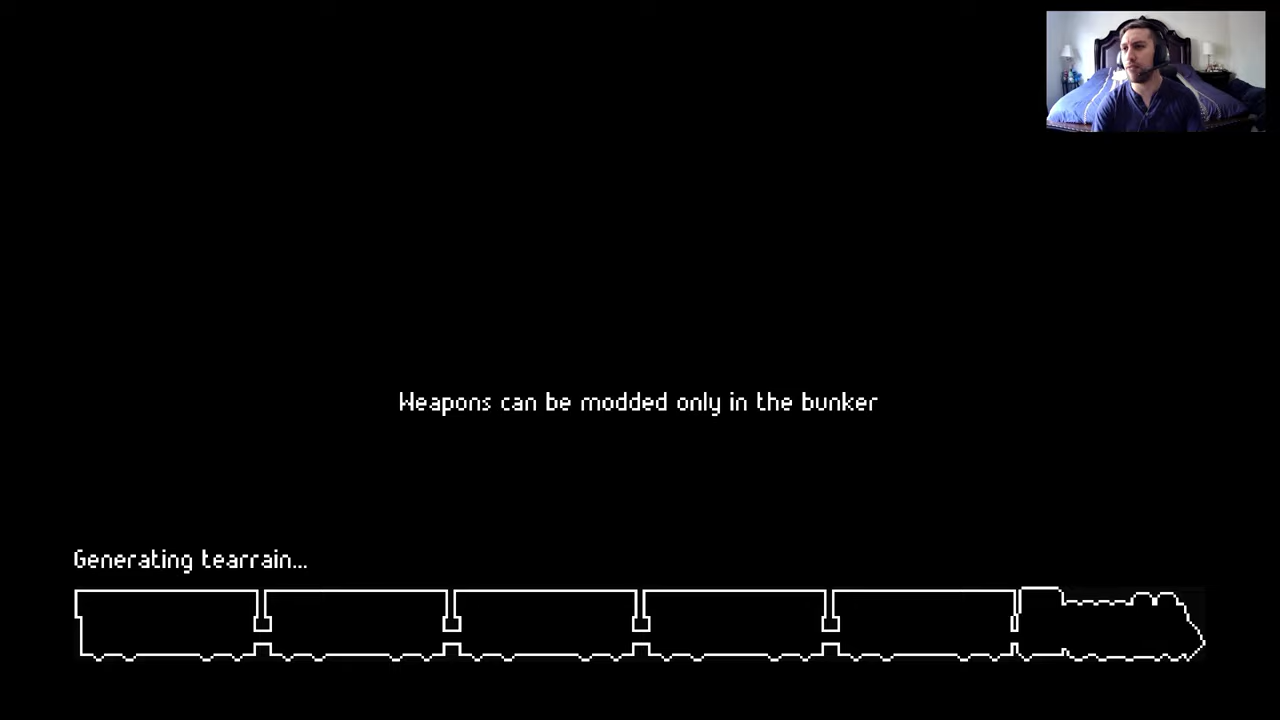 Weapons can be modded only in the bunker
Generating tearrain...